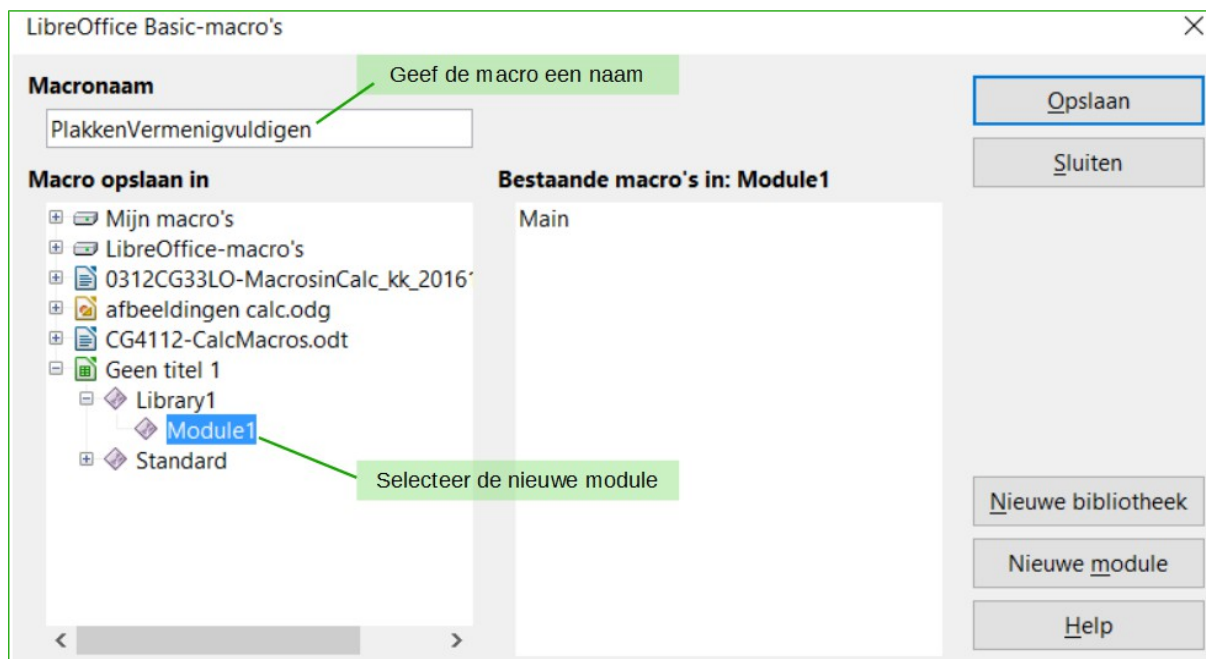 LibreOffice Basic-macro's
Geef de macro een naam
Macronaam
PlakkenVermenigvuldigen
Opslaan
Sluiten
Macro opslaan in
Bestaande macro's in: Module1
Mijn macro's
Main
LibreOffice-macro's
0312CG33LO-MacrosinCalc_kk_2016
afbeeldingen calc.odg
CG4112-CalcMacros.odt
Geen titel 1
Library1
Module1
Standard
Selecteer de nieuwe module
Nieuwe bibliotheek
Nieuwe module
Help